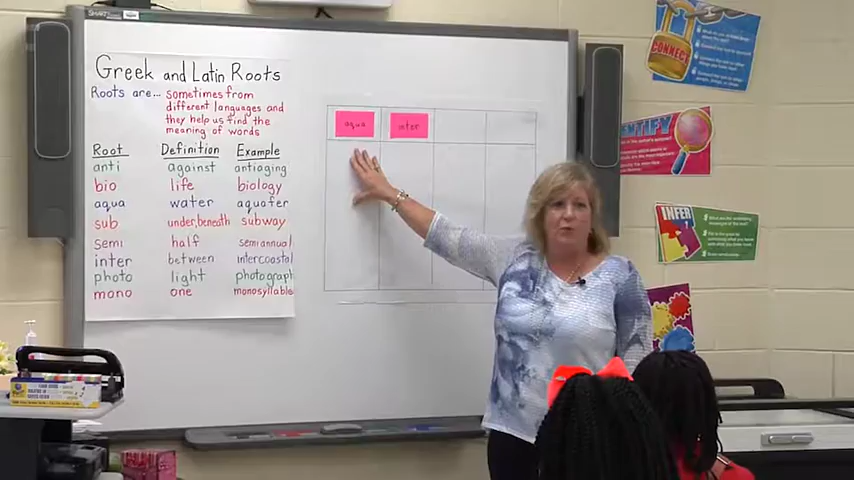 SMART
Greek and Latin Roots
Roots are... sometimes from
different languages and
they help us find the
meaning of words
Root Definition Example
anti against antiaging
bio life biology
aqua water aquafer
sub under/beneath subway
semi half semiannual
inter between intercoastal
photo light photograph
mono one monosyllable
aqua
inter
CONNECT
IDENTIFY
INFER